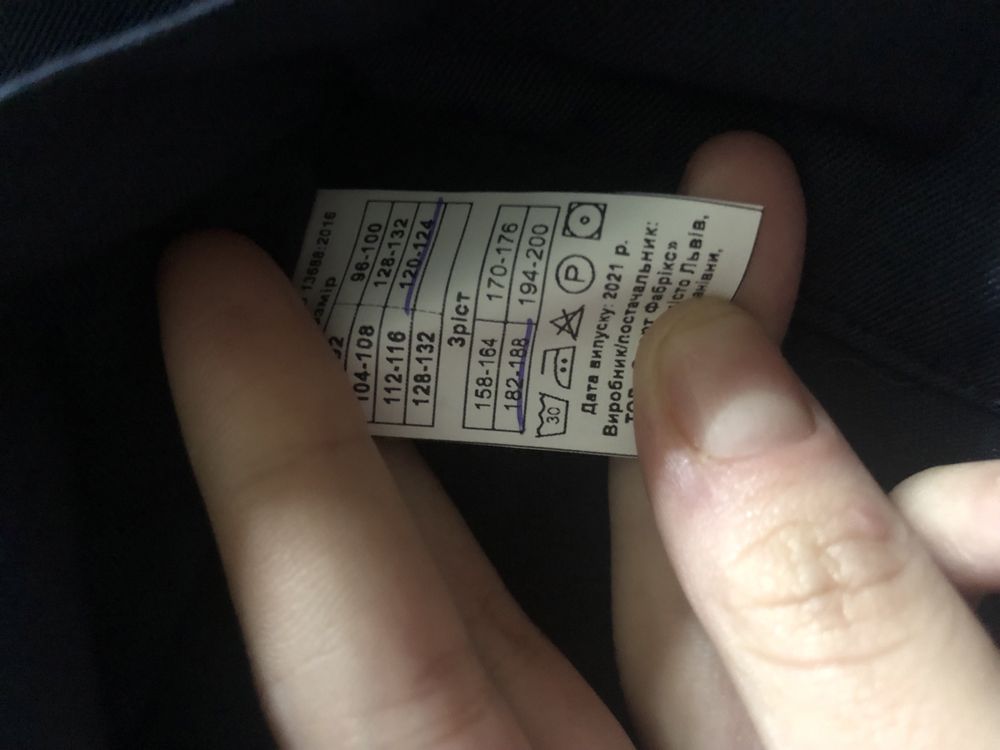 13688:2016
96-100
104-108 128-132
112-116 120-124
128-132
Зріст
158-164 170-176
182-188 194-200
30 P
Дата випуску: 2021 р.
Виробник/постачальник:
Фабрікс»
Львів,